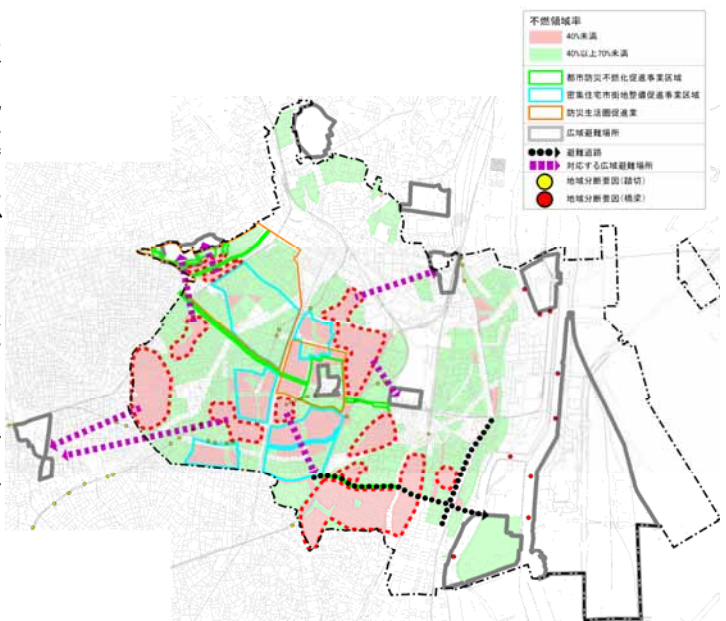 不燃領域率
40%未満
40%以上70%未満
都市防災不燃化促進事業区域
密集住宅市街地整備促進事業区域
防災生活圏促進業
広域避難場所
避難道路
対応する広域避難場所
地域分断要因(踏切)
地域分断要因(橋梁)